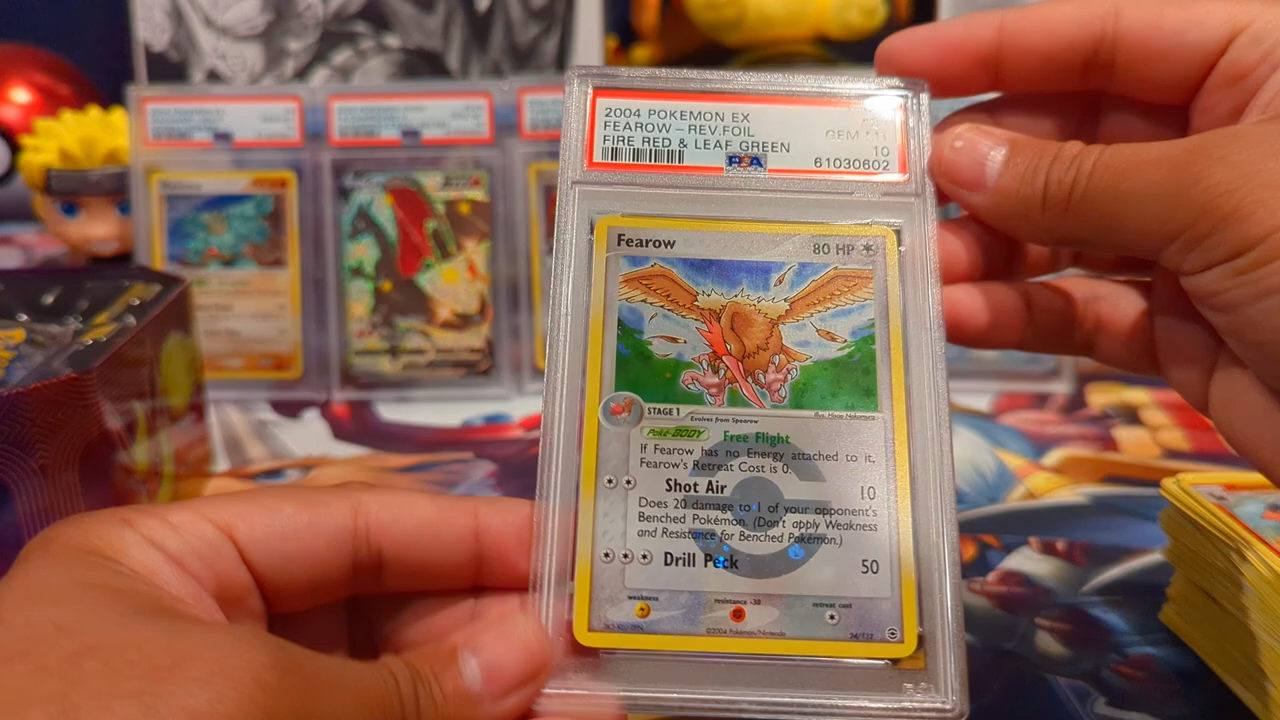 2004 POKEMON EX
FEAROW - REV.FOIL
GEM MT
FIRE RED & LEAF GREEN
10
PSA
61030602
Fearow
80 HP
STAGE 1
Evolves from Spearow
Illus. Hisao Nakamura
Poké-BODY
Free Flight
If Fearow has no Energy attached to it,
Fearow's Retreat Cost is 0.
Shot Air
10
Does 20 damage to 1 of your opponent's
Benched Pokémon. (Don't apply Weakness
and Resistance for Benched Pokémon.)
Drill Peck
50
weakness
resistance -30
retreat cost
©2004 Pokémon/Nintendo
24/112